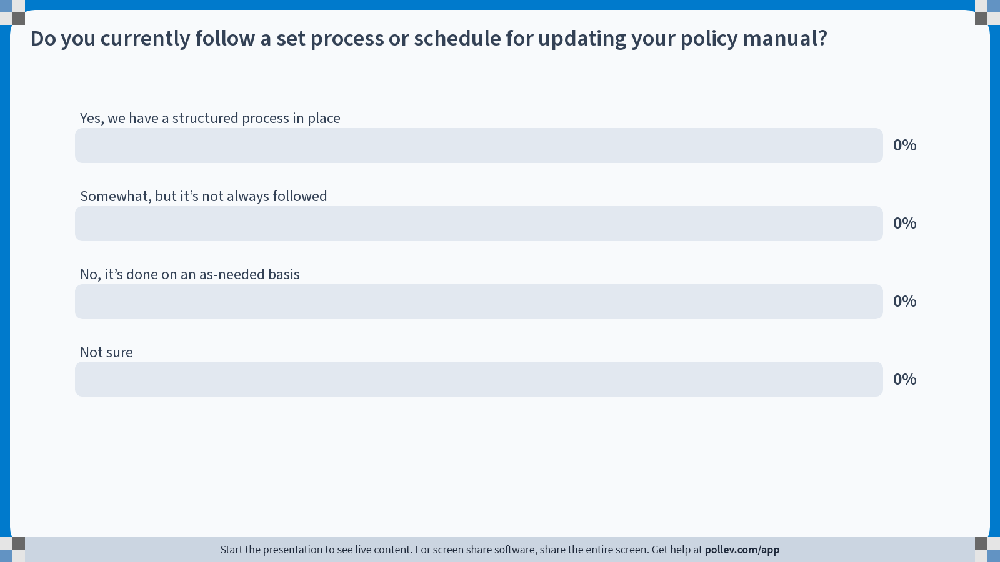 Do you currently follow a set process or schedule for updating your policy manual?
Yes, we have a structured process in place
0%
Somewhat, but it’s not always followed
0%
No, it’s done on an as-needed basis
0%
Not sure
0%
Start the presentation to see live content. For screen share software, share the entire screen. Get help at pollev.com/app